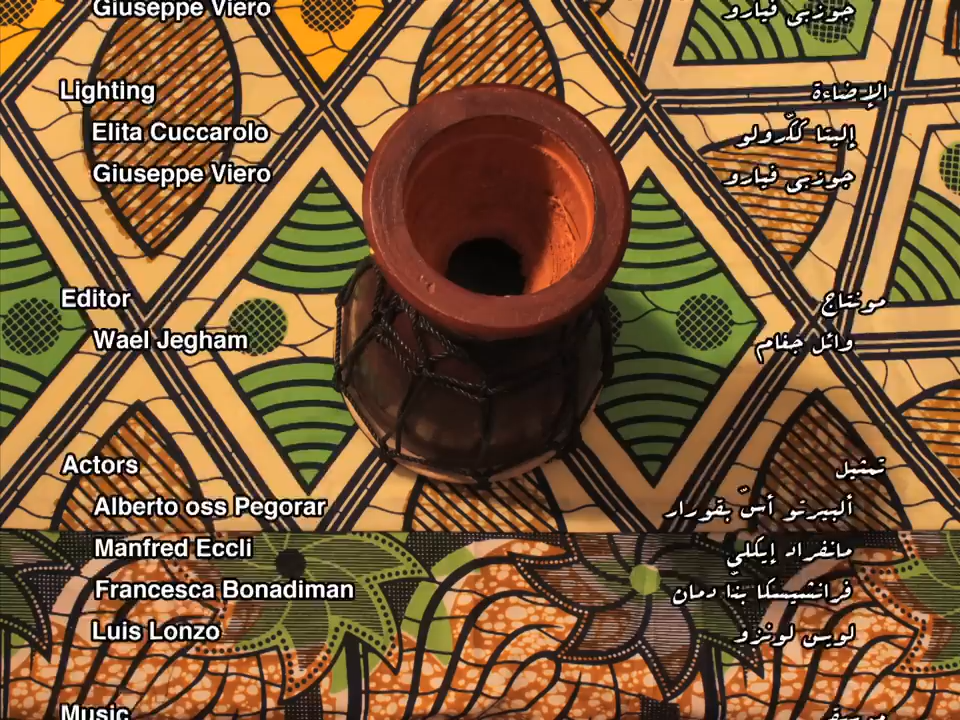 Giuseppe Viero جوزبي فيارو
Lighting الإضاءة
Elita Cuccarolo إليتا ككّرولو
Giuseppe Viero جوزبي فيارو
Editor مونتاج
Wael Jegham وائل جغام
Actors تمثيل
Alberto oss Pegorar ألبيرتو أسّ بقورار
Manfred Eccli مانفراد إيكلي
Francesca Bonadiman فرانشيسكا بنّا دمان
Luis Lonzo لويس لونزو
Music